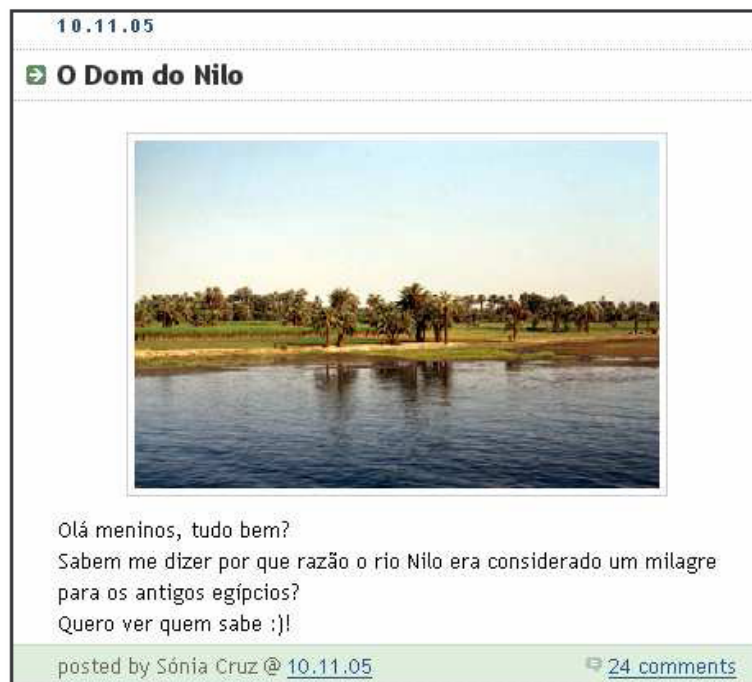 10.11.05
O Dom do Nilo
Olá meninos, tudo bem?
Sabem me dizer por que razão o rio Nilo era considerado um milagre
para os antigos egípcios?
Quero ver quem sabe :)!
posted by Sónia Cruz @ 10.11.05 24 comments